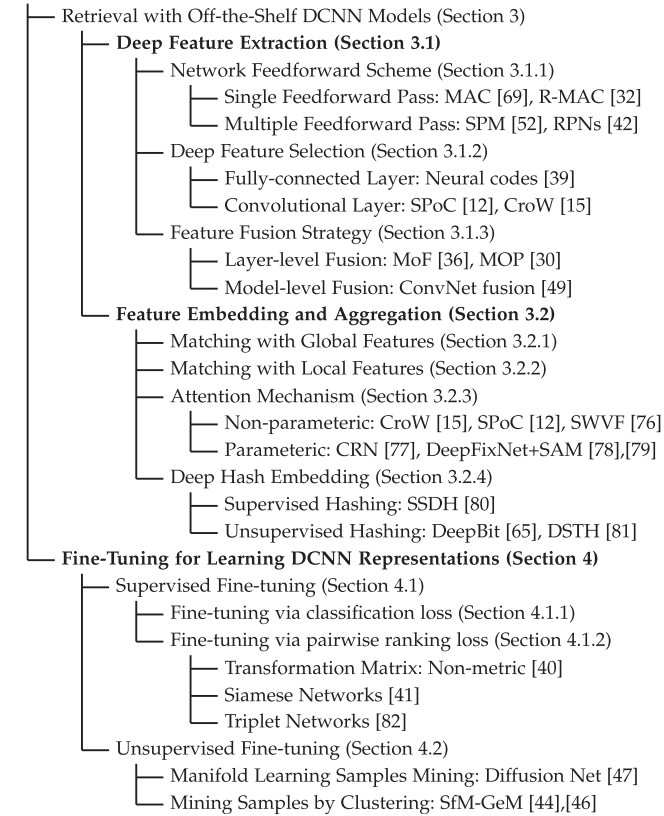 Retrieval with Off-the-Shelf DCNN Models (Section 3)
Deep Feature Extraction (Section 3.1)
Network Feedforward Scheme (Section 3.1.1)
Single Feedforward Pass: MAC [69], R-MAC [32]
Multiple Feedforward Pass: SPM [52], RPNs [42]
Deep Feature Selection (Section 3.1.2)
Fully-connected Layer: Neural codes [39]
Convolutional Layer: SPoC [12], CroW [15]
Feature Fusion Strategy (Section 3.1.3)
Layer-level Fusion: MoF [36], MOP [30]
Model-level Fusion: ConvNet fusion [49]
Feature Embedding and Aggregation (Section 3.2)
Matching with Global Features (Section 3.2.1)
Matching with Local Features (Section 3.2.2)
Attention Mechanism (Section 3.2.3)
Non-parameteric: CroW [15], SPoC [12], SWVF [76]
Parameteric: CRN [77], DeepFixNet+SAM [78],[79]
Deep Hash Embedding (Section 3.2.4)
Supervised Hashing: SSDH [80]
Unsupervised Hashing: DeepBit [65], DSTH [81]
Fine-Tuning for Learning DCNN Representations (Section 4)
Supervised Fine-tuning (Section 4.1)
Fine-tuning via classification loss (Section 4.1.1)
Fine-tuning via pairwise ranking loss (Section 4.1.2)
Transformation Matrix: Non-metric [40]
Siamese Networks [41]
Triplet Networks [82]
Unsupervised Fine-tuning (Section 4.2)
Manifold Learning Samples Mining: Diffusion Net [47]
Mining Samples by Clustering: SfM-GeM [44],[46]